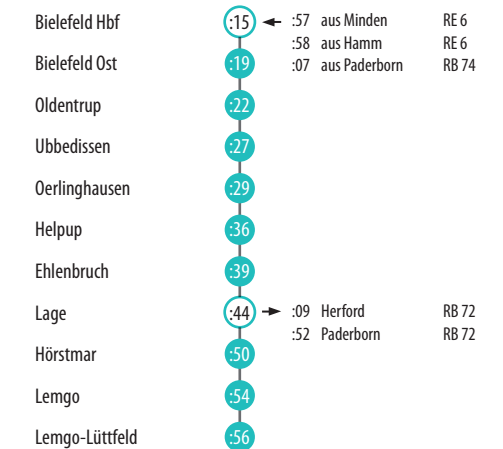 Bielefeld Hbf :15 :57 aus Minden RE 6
:58 aus Hamm RE 6
Bielefeld Ost :19 :07 aus Paderborn RB 74
Oldentrup :22
Ubbedissen :27
Oerlinghausen :29
Helpup :36
Ehlenbruch :39
Lage :44 :09 Herford RB 72
:52 Paderborn RB 72
Hörstmar :50
Lemgo :54
Lemgo-Lüttfeld :56